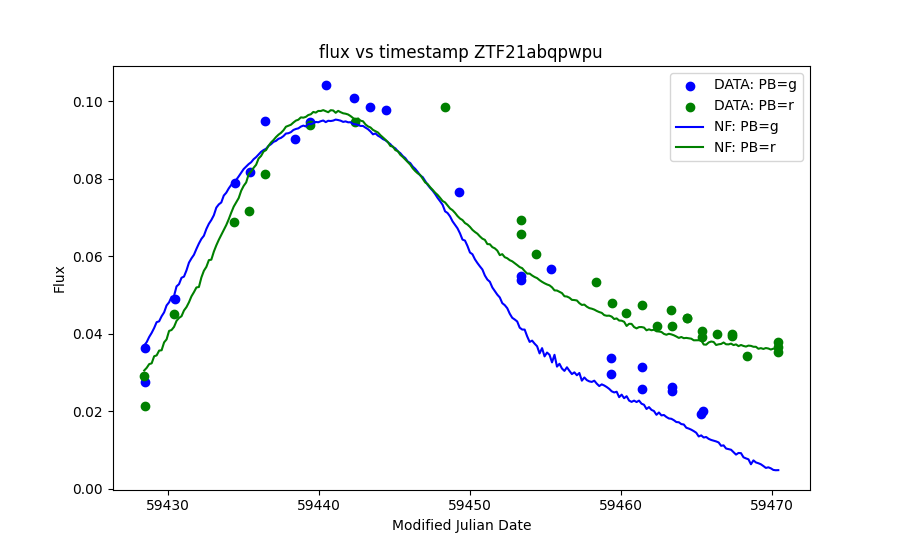 flux vs timestamp ZTF21abqpwpu
DATA: PB=g
DATA: PB=r
NF: PB=g
NF: PB=r
0.10
0.08
0.06
0.04
0.02
0.00
Flux
59430 59440 59450 59460 59470
Modified Julian Date